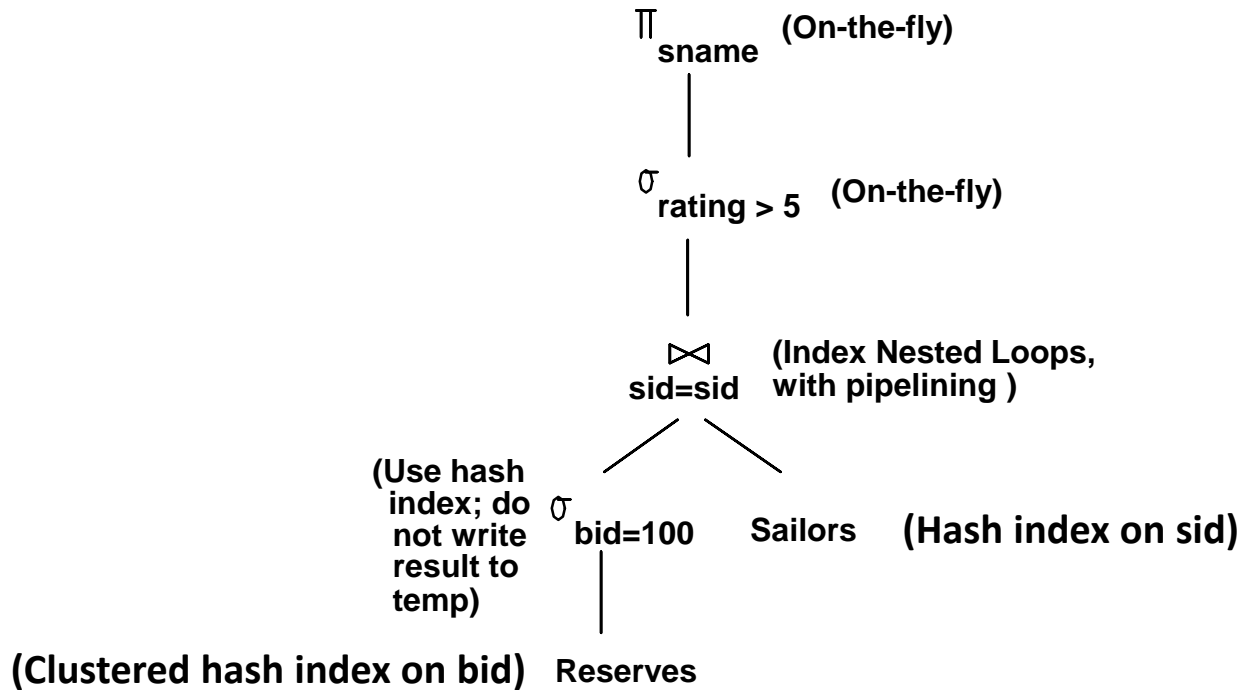 π
sname (On-the-fly)
σ
rating > 5 (On-the-fly)
⋈
sid=sid
(Index Nested Loops,
with pipelining )
(Use hash
index; do
not write
result to
temp)
σ
bid=100
Sailors
(Hash index on sid)
(Clustered hash index on bid)
Reserves